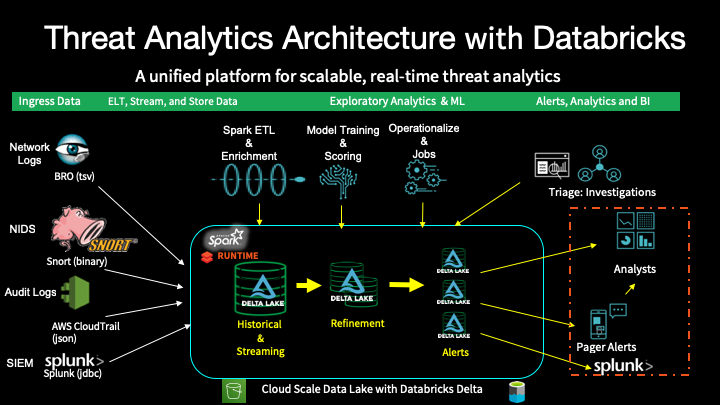 Threat Analytics Architecture with Databricks
A unified platform for scalable, real-time threat analytics
Ingress Data
ELT, Stream, and Store Data
Exploratory Analytics & ML
Alerts, Analytics and BI
Network
Logs
BRO (tsv)
NIDS
SNORT
Snort (binary)
Audit Logs
AWS CloudTrail
(json)
SIEM
splunk>
Splunk (jdbc)
Spark ETL
&
Enrichment
Model Training
&
Scoring
Operationalize
&
Jobs
Triage: Investigations
APACHE
Spark
RUNTIME
DELTA LAKE
Historical
&
Streaming
DELTA LAKE
Refinement
DELTA LAKE
DELTA LAKE
DELTA LAKE
Alerts
Analysts
Pager Alerts
splunk>
Cloud Scale Data Lake with Databricks Delta